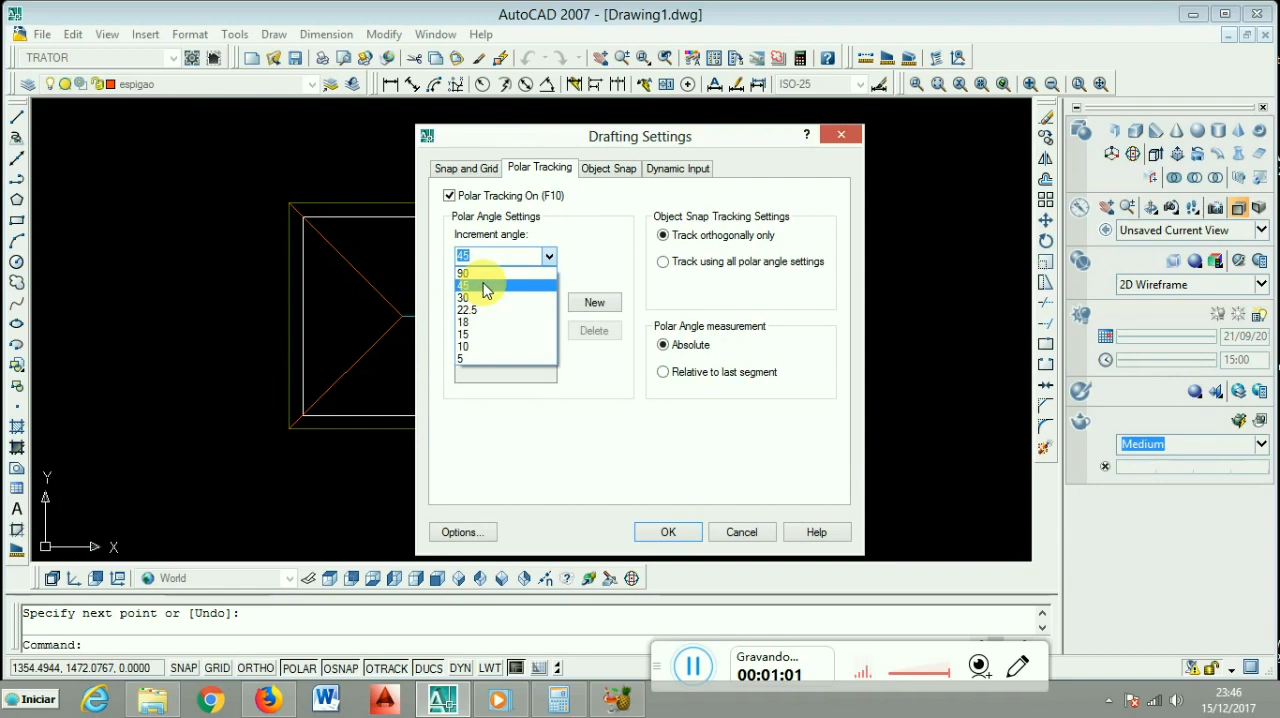 AutoCAD 2007 - [Drawing1.dwg]
File Edit View Insert Format Tools Draw Dimension Modify Window Help
TRATOR
espigao
ISO-25
Drafting Settings
?
Snap and Grid Polar Tracking Object Snap Dynamic Input
Polar Tracking On (F10)
Polar Angle Settings
Increment angle:
45
90
45
30
22.5
18
15
10
5
New
Delete
Object Snap Tracking Settings
Track orthogonally only
Track using all polar angle settings
Polar Angle measurement
Absolute
Relative to last segment
Options...
OK
Cancel
Help
Unsaved Current View
2D Wireframe
21/09/20
15:00
Medium
Y
X
World
Specify next point or [Undo]:
Command:
1354.4944, 1472.0767, 0.0000 SNAP GRID ORTHO POLAR OSNAP OTRACK DUCS DYN LWT
Gravando...
00:01:01
Iniciar
23:46
15/12/2017